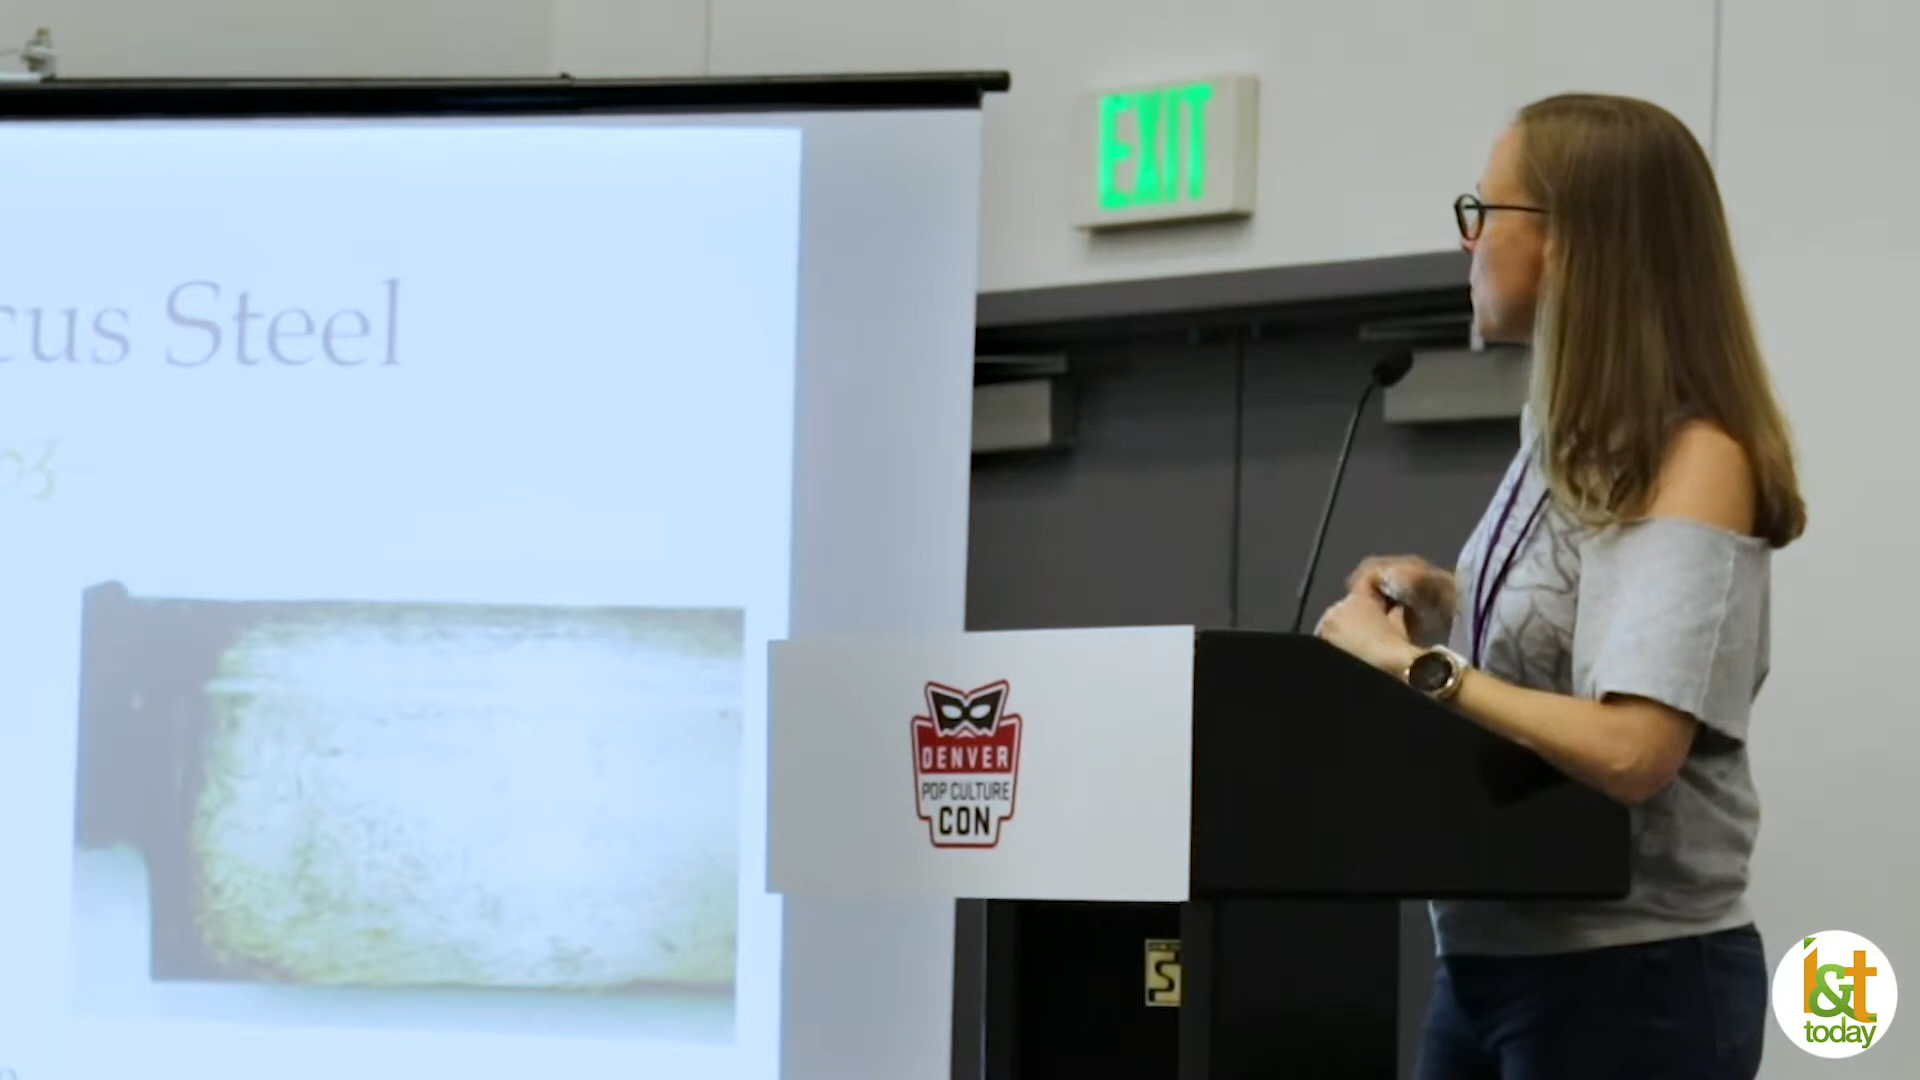 EXIT
cus Steel
DENVER
POP CULTURE
CON
i&t
today